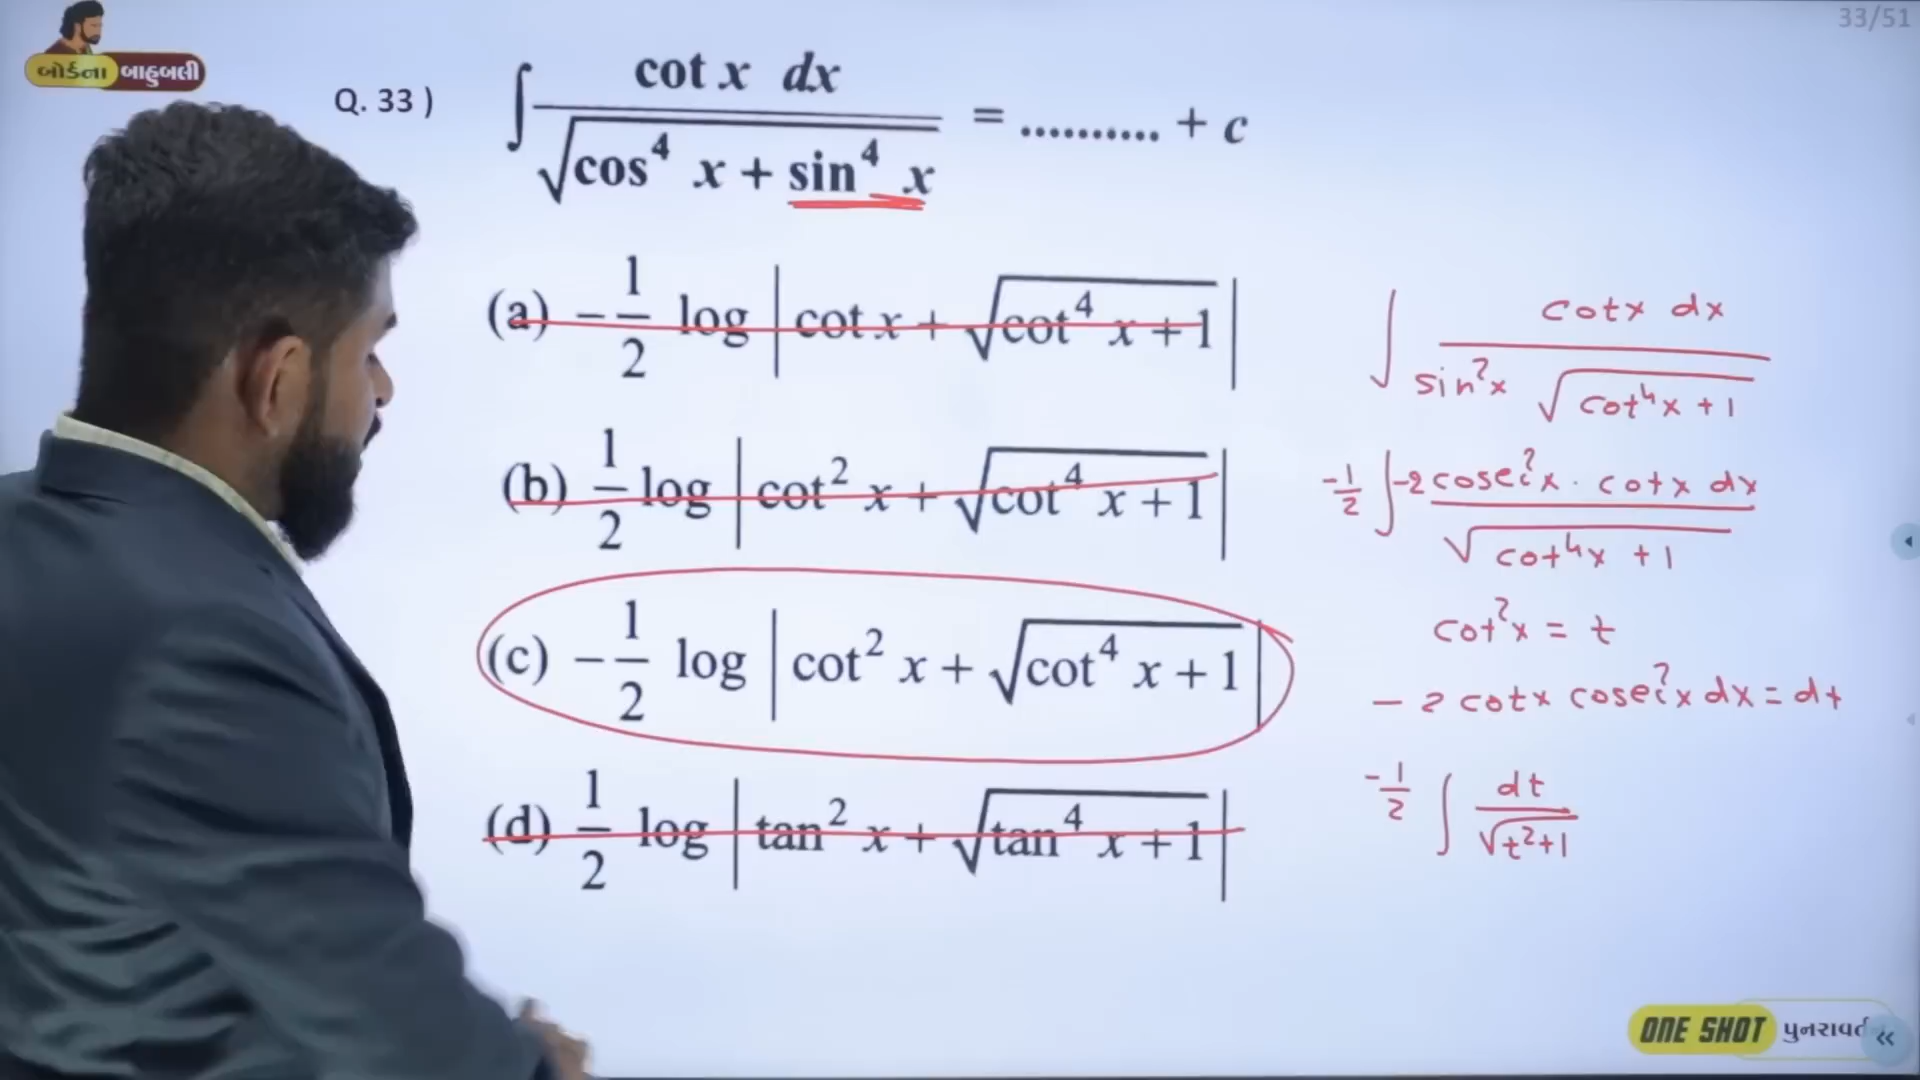 33/51
બોર્ડના બાહુબલી
Q. 33 )
∫ cot x dx / √(cos⁴ x + sin⁴ x) = .......... + c
(a) −1/2 log | cot x + √(cot⁴ x + 1) |
(b) 1/2 log | cot² x + √(cot⁴ x + 1) |
(c) −1/2 log | cot² x + √(cot⁴ x + 1) |
(d) 1/2 log | tan² x + √(tan⁴ x + 1) |
∫ cotx dx / sin²x √(cot⁴x + 1)
-1/2 ∫ -2 cosec²x · cotx dx / √(cot⁴x + 1)
cot²x = t
- 2 cotx cosec²x dx = dt
-1/2 ∫ dt / √(t²+1)
ONE SHOT